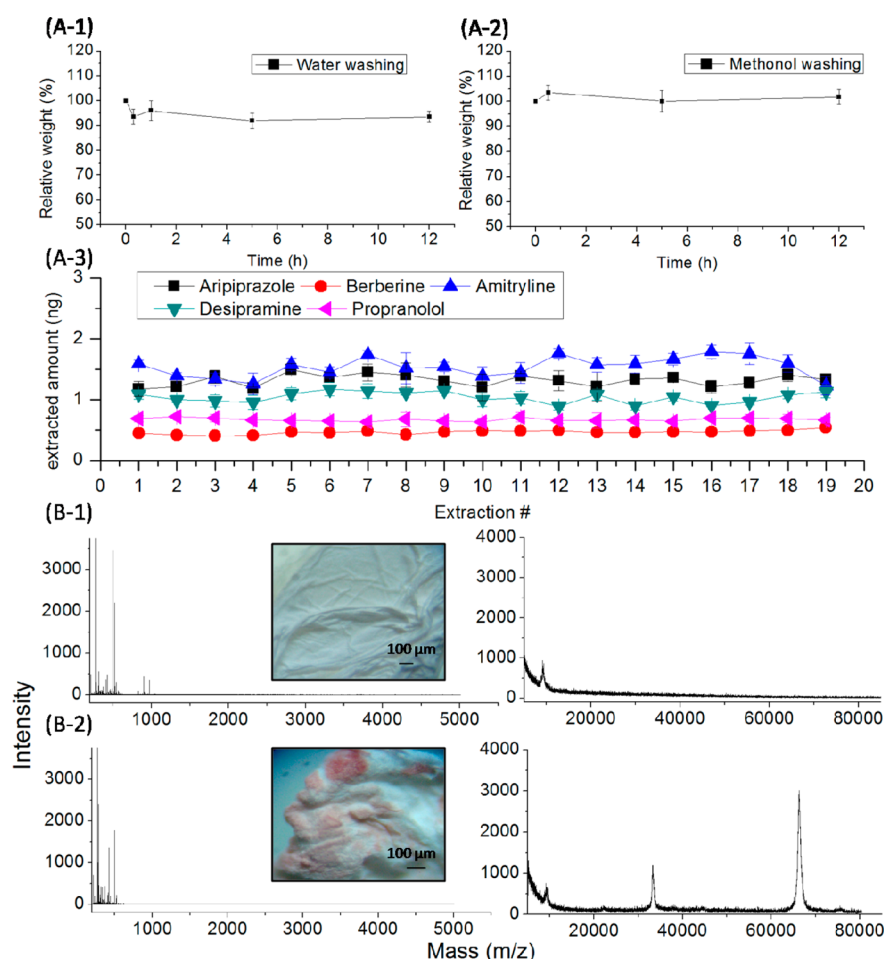 (A-1)
120
110
100
90
80
70
60
50
Relative weight (%)
Water washing
0 2 4 6 8 10 12
Time (h)
(A-2)
120
110
100
90
80
70
60
50
Relative weight (%)
Methonol washing
0 2 4 6 8 10 12
Time (h)
(A-3)
3
2
1
0
extracted amount (ng)
Aripiprazole Berberine Amitryline
Desipramine Propranolol
0 1 2 3 4 5 6 7 8 9 10 11 12 13 14 15 16 17 18 19 20
Extraction #
(B-1)
3000
2000
1000
0
100 µm
1000 2000 3000 4000 5000
4000
3000
2000
1000
0
20000 40000 60000 80000
Intensity
(B-2)
3000
2000
1000
0
100 µm
1000 2000 3000 4000 5000
4000
3000
2000
1000
0
20000 30000 40000 50000 60000 70000 80000
Mass (m/z)